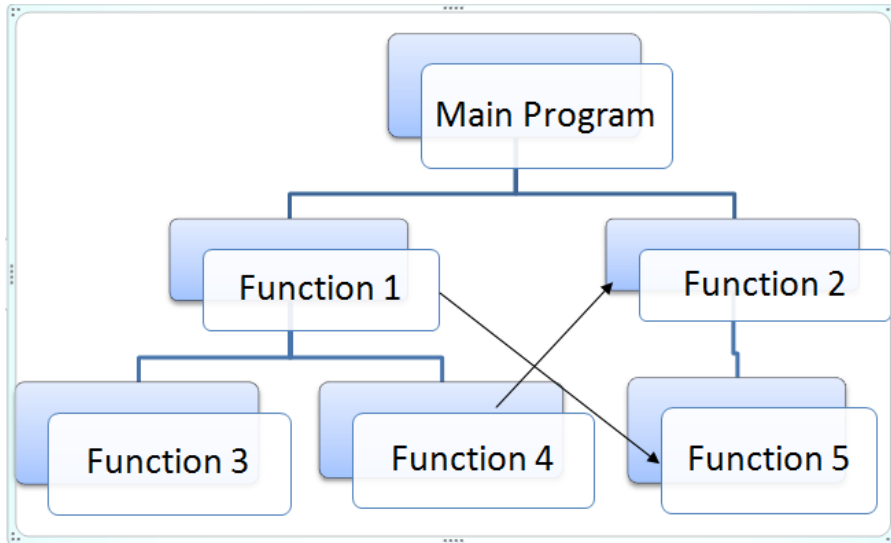 Main Program
Function 1
Function 2
Function 3
Function 4
Function 5